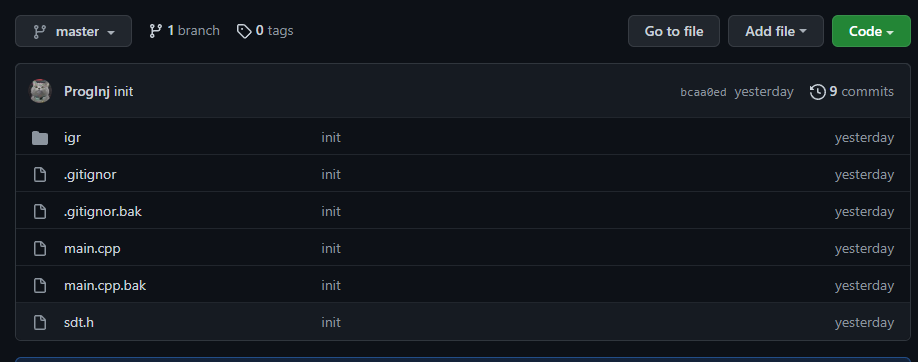 master 1 branch 0 tags Go to file Add file Code
ProgInj init bcaa0ed yesterday 9 commits
igr init yesterday
.gitignor init yesterday
.gitignor.bak init yesterday
main.cpp init yesterday
main.cpp.bak init yesterday
sdt.h init yesterday